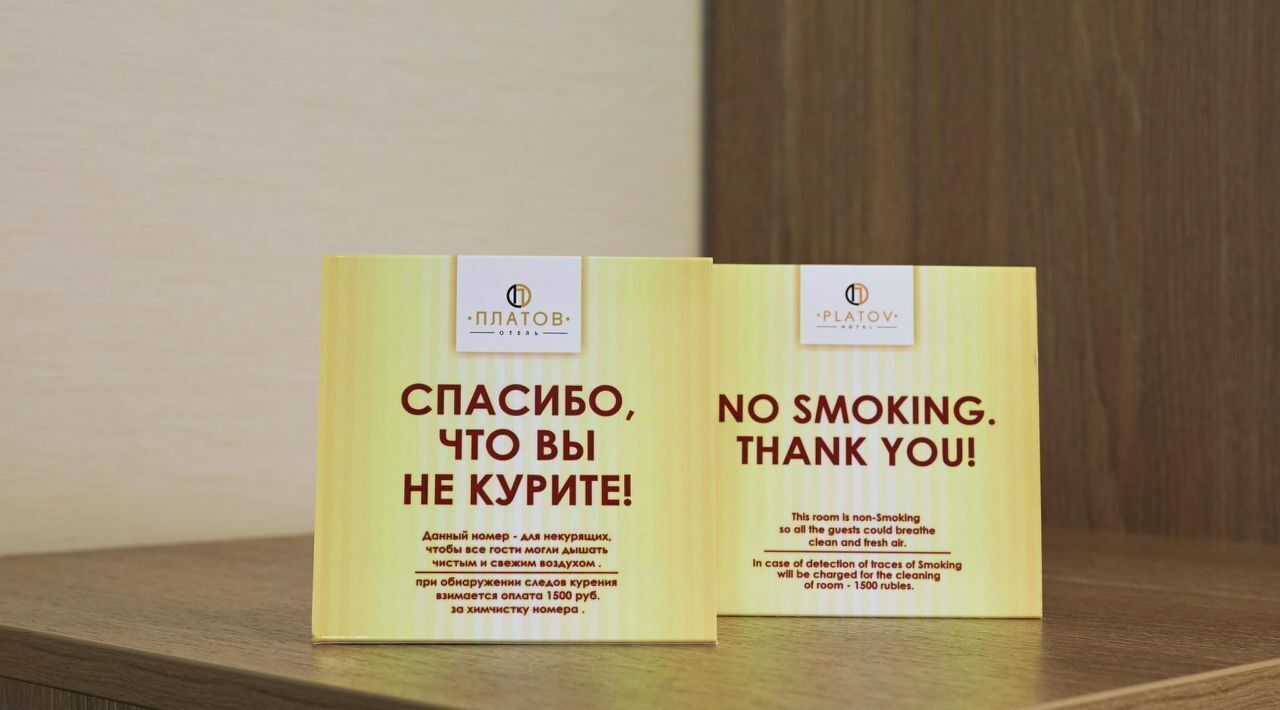 ПЛАТОВ
ОТЕЛЬ
СПАСИБО,
ЧТО ВЫ
НЕ КУРИТЕ!
Данный номер - для некурящих,
чтобы все гости могли дышать
чистым и свежим воздухом .
при обнаружении следов курения
взимается оплата 1500 руб.
за химчистку номера .
PLATOV
HOTEL
NO SMOKING.
THANK YOU!
This room is non-Smoking
so all the guests could breathe
clean and fresh air.
In case of detection of traces of Smoking
will be charged for the cleaning
of room - 1500 rubles.